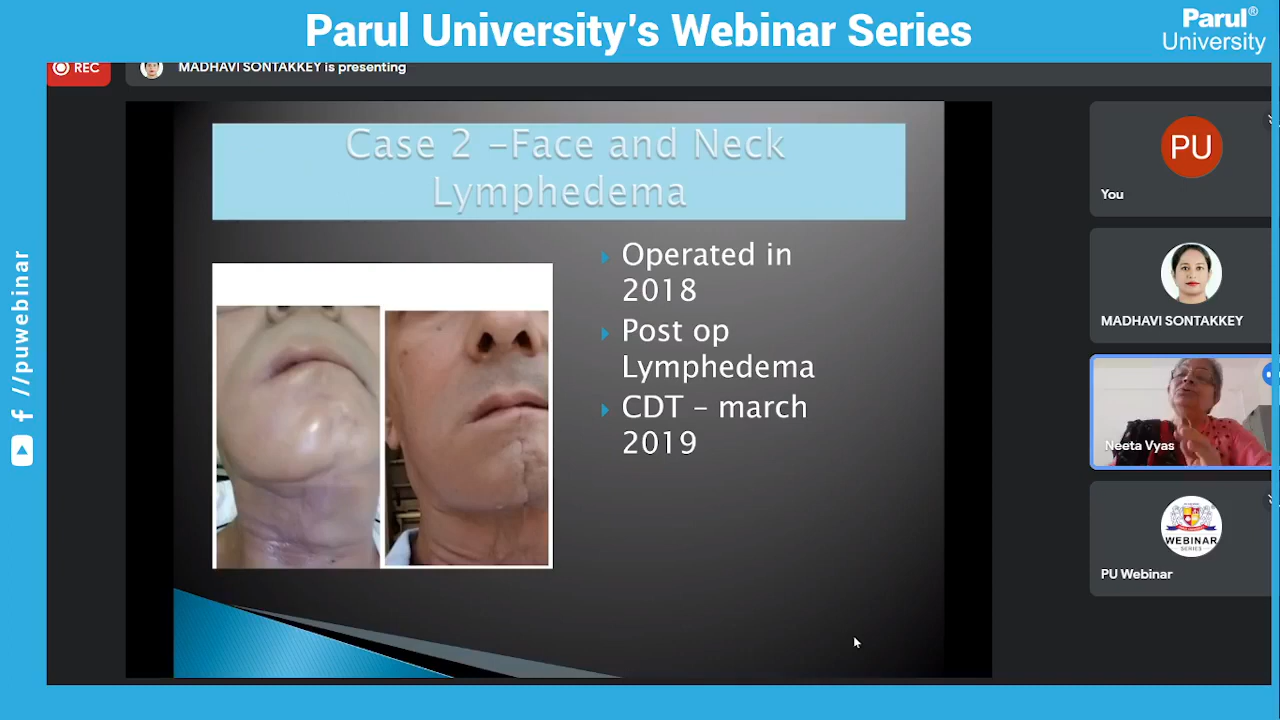 Parul University's Webinar Series
Parul®
University
REC
MADHAVI SONTAKKEY is presenting
Case 2 –Face and Neck
Lymphedema
Operated in
2018
Post op
Lymphedema
CDT – march
2019
PU
You
MADHAVI SONTAKKEY
Neeta Vyas
WEBINAR
SERIES
PU Webinar
//puwebinar